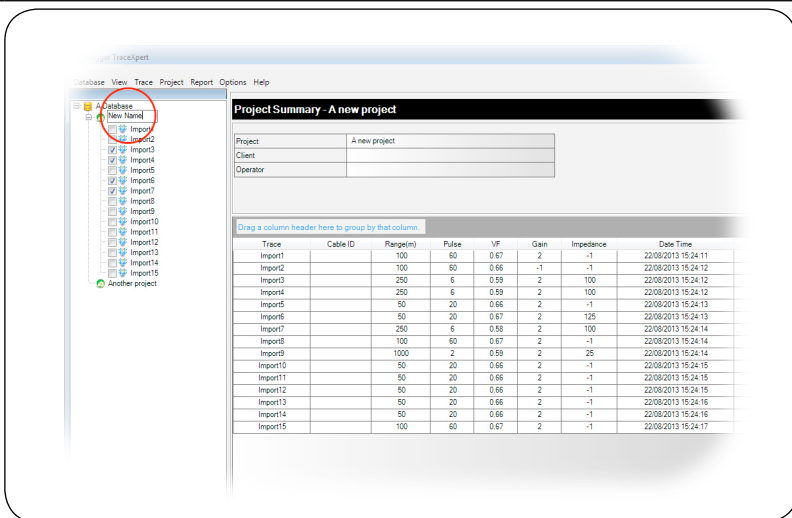 TraceXpert
Database View Trace Project Report Options Help
A Database
New Name
Import1
Import2
Import3
Import4
Import5
Import6
Import7
Import8
Import9
Import10
Import11
Import12
Import13
Import14
Import15
Another project
Project Summary - A new project
Project A new project
Client
Operator
Drag a column header here to group by that column.
Trace Cable ID Range(m) Pulse VF Gain Impedance Date Time
Import1 100 60 0.67 2 -1 22/08/2013 15:24:11
Import2 100 60 0.66 -1 -1 22/08/2013 15:24:12
Import3 250 6 0.59 2 100 22/08/2013 15:24:12
Import4 250 6 0.59 2 100 22/08/2013 15:24:12
Import5 50 20 0.66 2 -1 22/08/2013 15:24:13
Import6 50 20 0.67 2 125 22/08/2013 15:24:13
Import7 250 6 0.58 2 100 22/08/2013 15:24:14
Import8 100 60 0.67 2 -1 22/08/2013 15:24:14
Import9 1000 2 0.59 2 25 22/08/2013 15:24:14
Import10 50 20 0.66 2 -1 22/08/2013 15:24:15
Import11 50 20 0.66 2 -1 22/08/2013 15:24:15
Import12 50 20 0.66 2 -1 22/08/2013 15:24:15
Import13 50 20 0.66 2 -1 22/08/2013 15:24:16
Import14 50 20 0.66 2 -1 22/08/2013 15:24:16
Import15 100 60 0.67 2 -1 22/08/2013 15:24:17